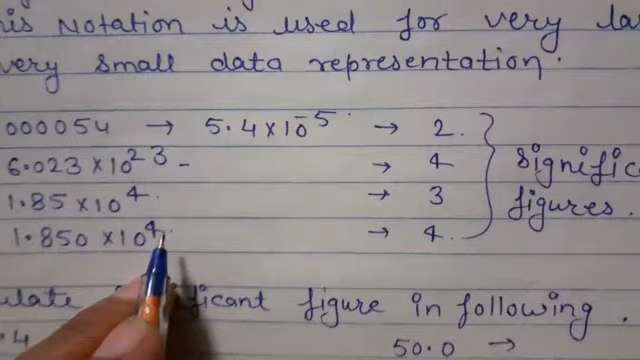 is Notation is used for very la
very small data representation.
000054 → 5.4×10⁻⁵ → 2.
6.023×10²³ - → 4 Signific
1.85×10⁴. → 3 figures.
1.850×10⁴ → 4.
ulate ificant figure in following.
.4 50.0 →